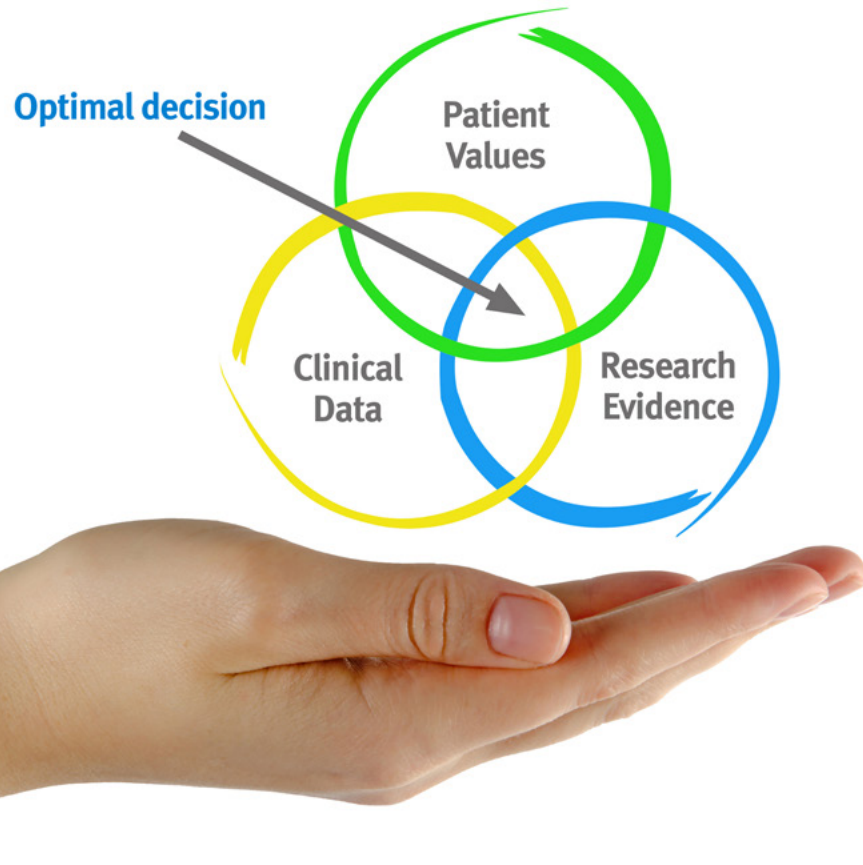 Optimal decision
Patient
Values
Clinical
Data
Research
Evidence